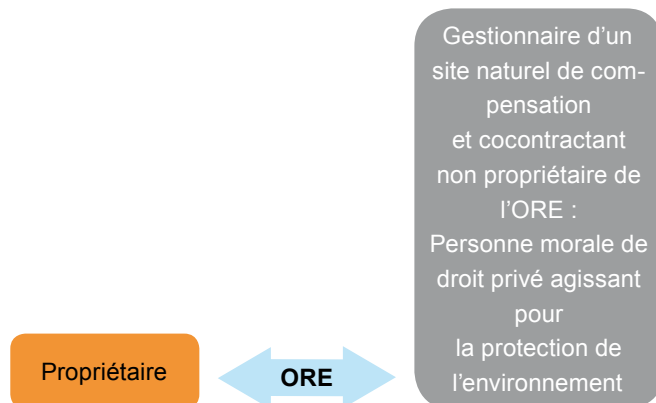 Gestionnaire d’un
site naturel de com-
pensation
et cocontractant
non propriétaire de
l’ORE :
Personne morale de
droit privé agissant
pour
la protection de
l’environnement
Propriétaire
ORE